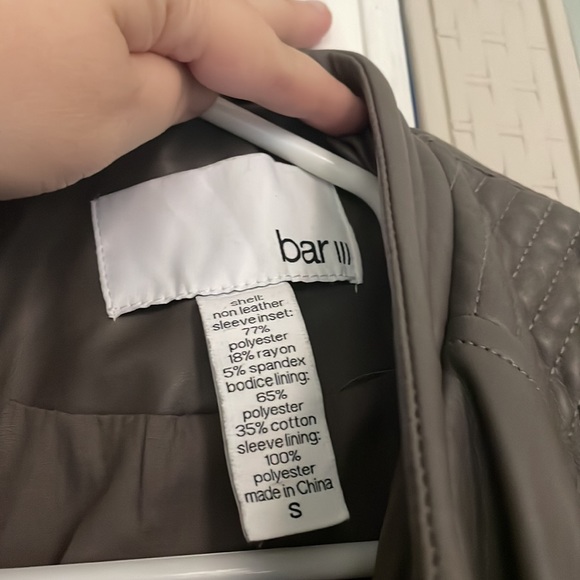 bar III
shell:
non leather
sleeve inset:
77%
polyester
18% rayon
5% spandex
bodice lining:
65%
polyester
35% cotton
sleeve lining:
100%
polyester
made in China
S